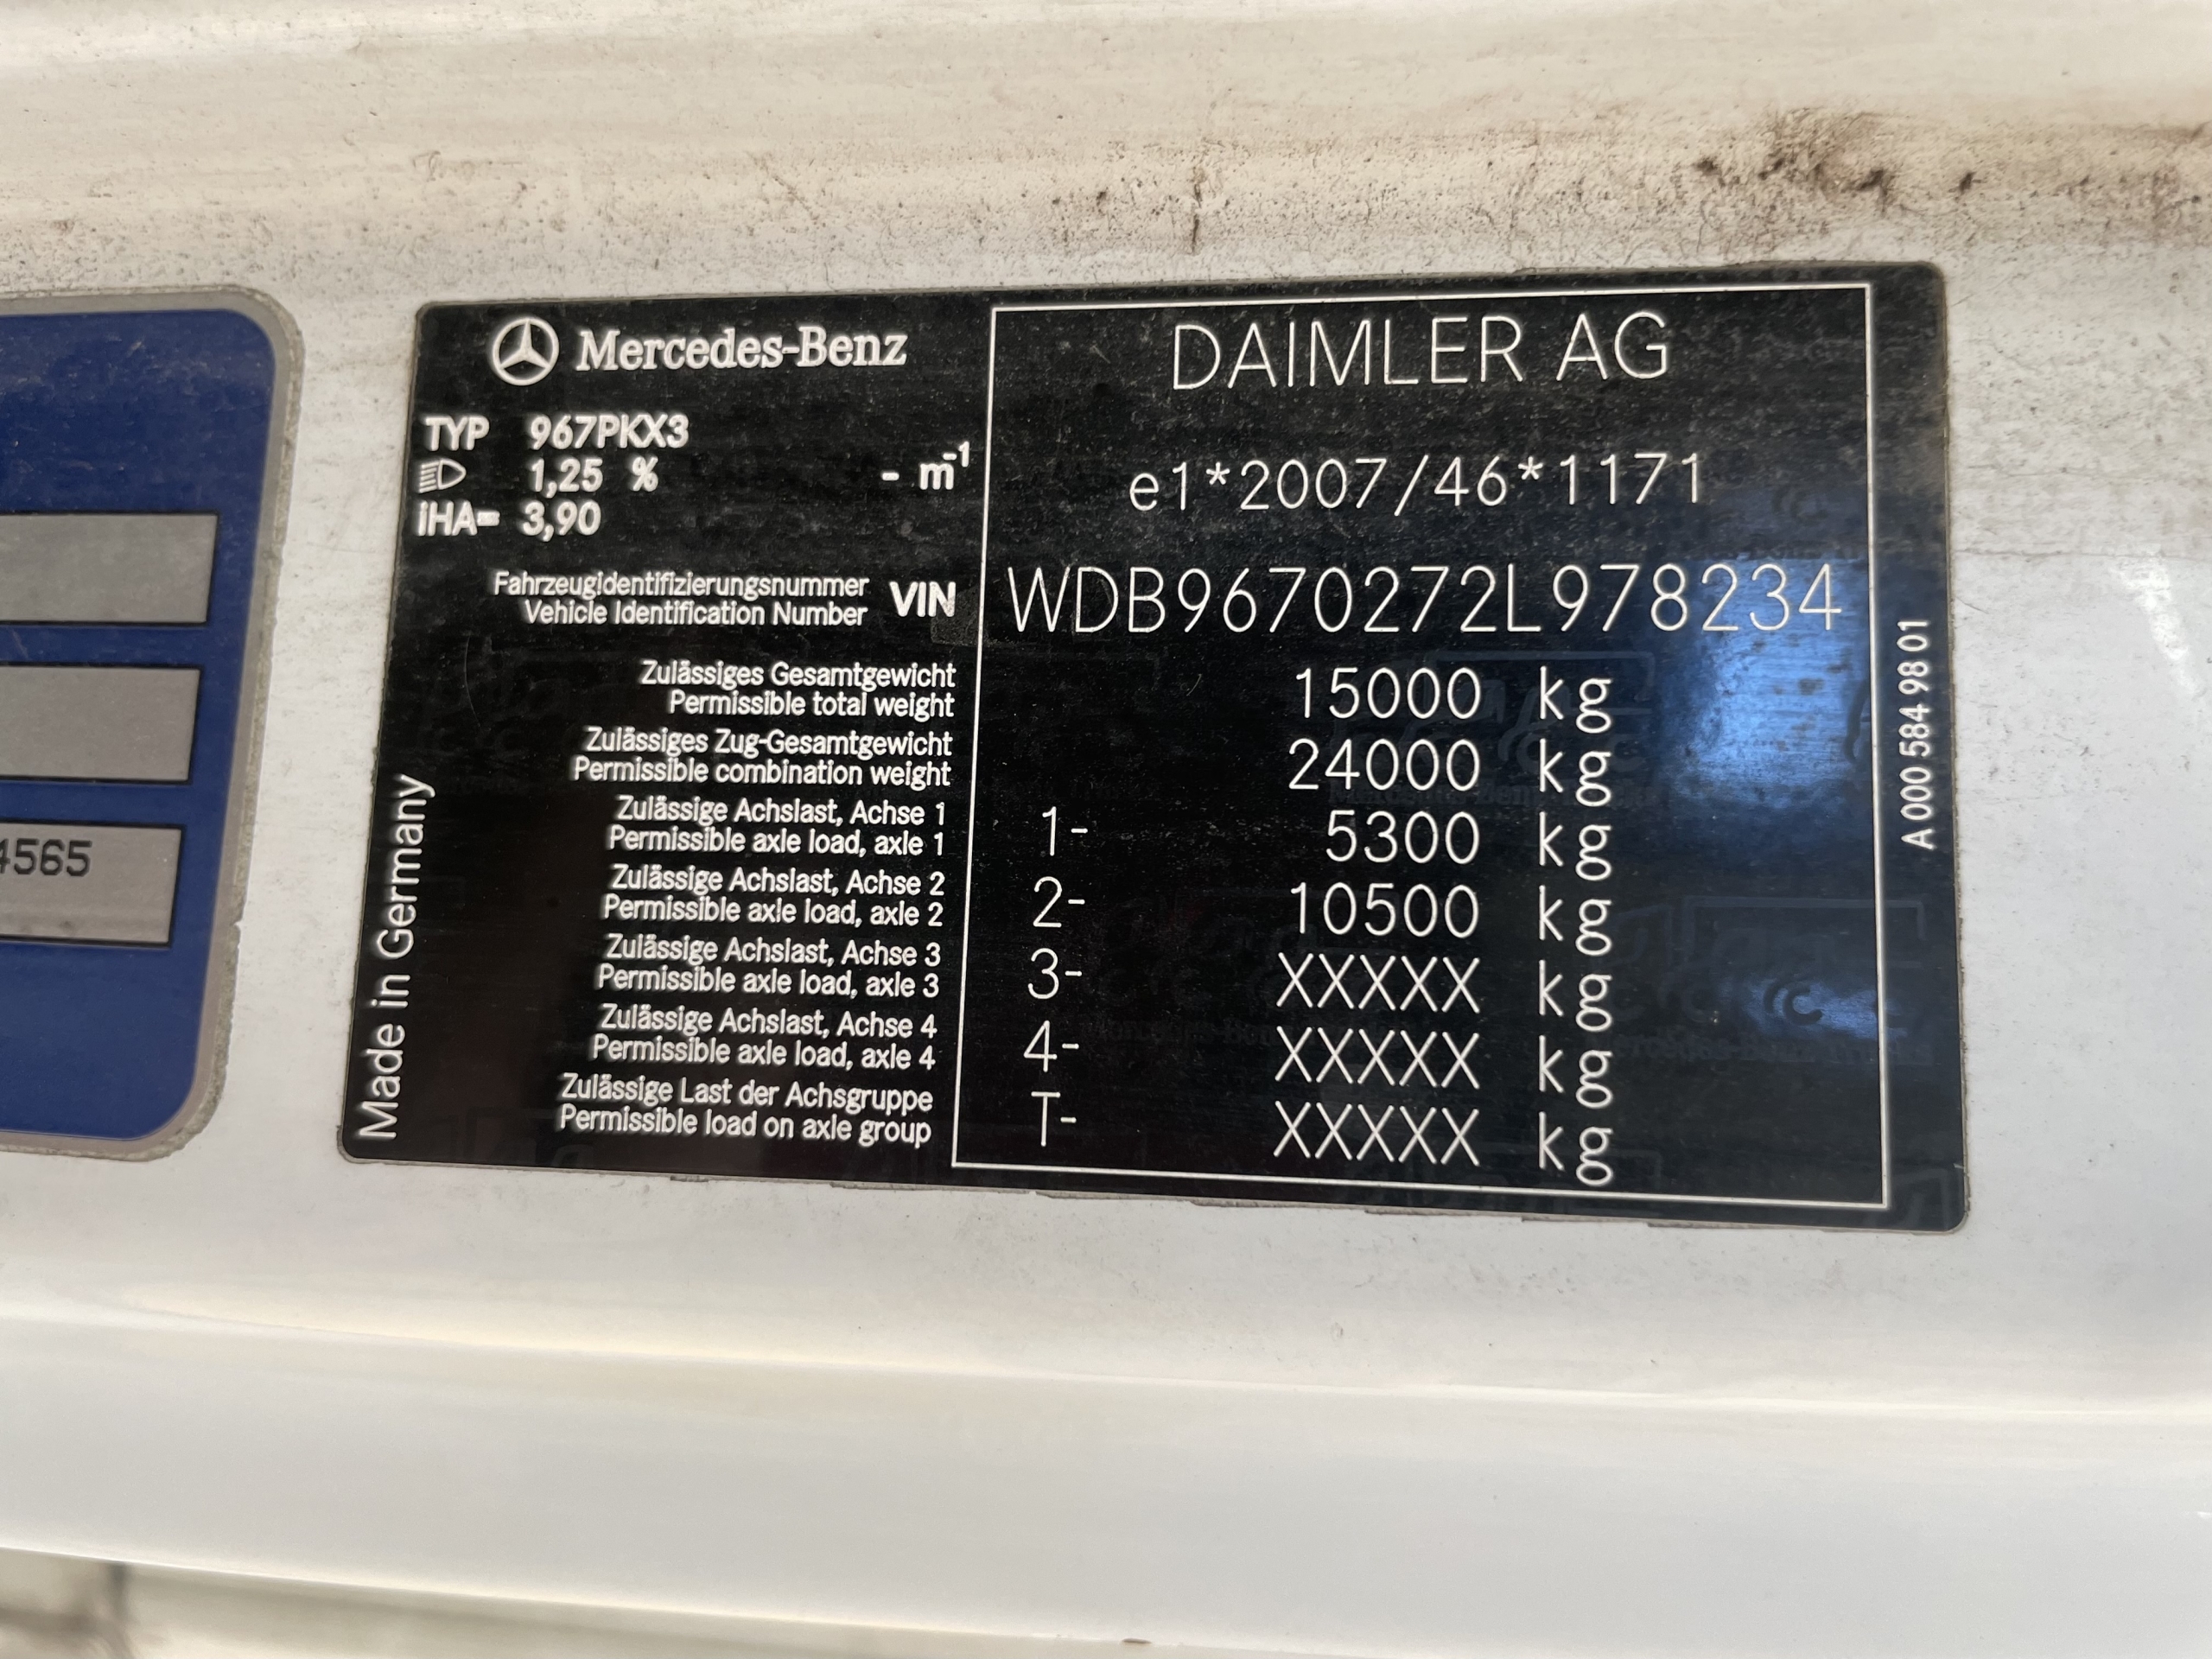 4565
Mercedes-Benz
TYP 967PKX3
1,25 % - m-1
iHA= 3,90
Fahrzeugidentifizierungsnummer
Vehicle Identification Number
VIN
Zulässiges Gesamtgewicht
Permissible total weight
Zulässiges Zug-Gesamtgewicht
Permissible combination weight
Zulässige Achslast, Achse 1
Permissible axle load, axle 1
Zulässige Achslast, Achse 2
Permissible axle load, axle 2
Zulässige Achslast, Achse 3
Permissible axle load, axle 3
Zulässige Achslast, Achse 4
Permissible axle load, axle 4
Zulässige Last der Achsgruppe
Permissible load on axle group
Made in Germany
DAIMLER AG
e1*2007/46*1171
WDB9670272L978234
15000 kg
24000 kg
1- 5300 kg
2- 10500 kg
3- XXXXX kg
4- XXXXX kg
T- XXXXX kg
A 000 584 98 01